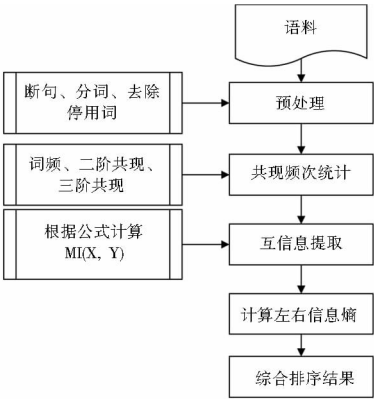 语料
断句、分词、去除
停用词
预处理
词频、二阶共现、
三阶共现
共现频次统计
根据公式计算
MI(X, Y)
互信息提取
计算左右信息熵
综合排序结果